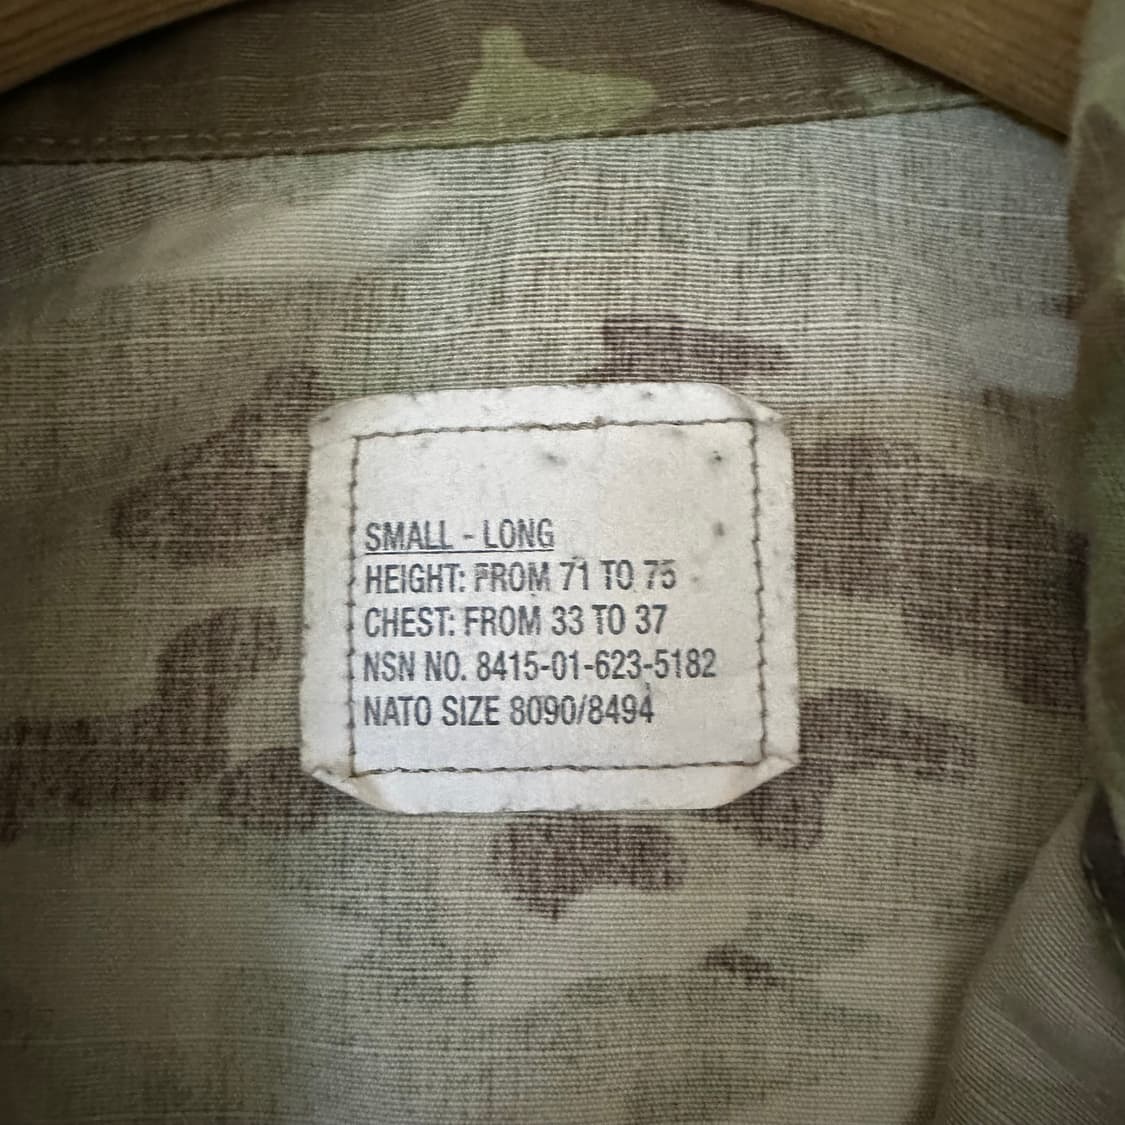 SMALL - LONG
HEIGHT: FROM 71 TO 75
CHEST: FROM 33 TO 37
NSN NO. 8415-01-623-5182
NATO SIZE 8090/8494